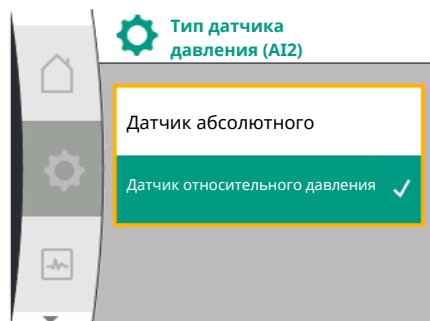 Тип датчика
давления (AI2)
Датчик абсолютного
Датчик относительного давления